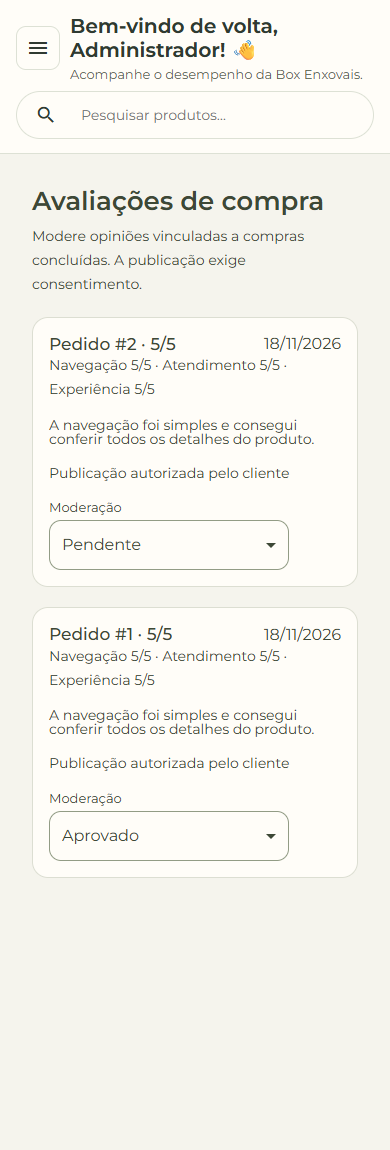 Bem-vindo de volta,
Administrador! 👋
Acompanhe o desempenho da Box Enxovais.
Pesquisar produtos...
Avaliações de compra
Modere opiniões vinculadas a compras
concluídas. A publicação exige
consentimento.
Pedido #2 · 5/5 18/11/2026
Navegação 5/5 · Atendimento 5/5 ·
Experiência 5/5
A navegação foi simples e consegui
conferir todos os detalhes do produto.
Publicação autorizada pelo cliente
Moderação
Pendente
Pedido #1 · 5/5 18/11/2026
Navegação 5/5 · Atendimento 5/5 ·
Experiência 5/5
A navegação foi simples e consegui
conferir todos os detalhes do produto.
Publicação autorizada pelo cliente
Moderação
Aprovado